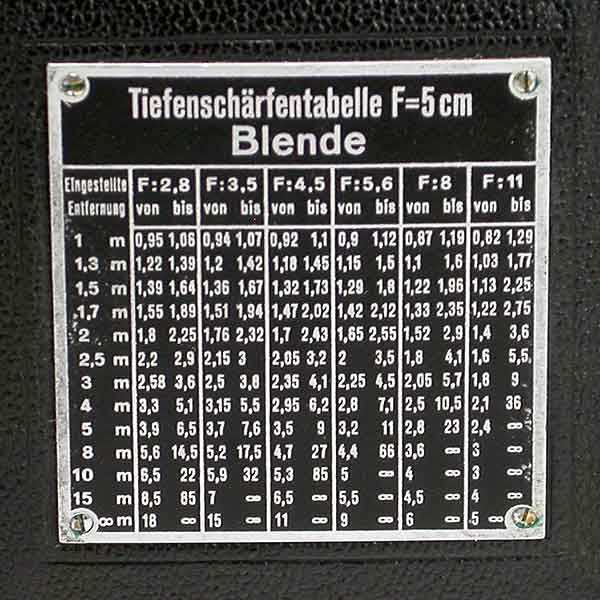 Tiefenschärfentabelle F=5cm
Blende
Eingestellte F:2,8 F:3,5 F:4,5 F:5,6 F:8 F:11
Entfernung von bis von bis von bis von bis von bis von bis
1 m 0,95 1,06 0,94 1,07 0,92 1,1 0,9 1,12 0,87 1,19 0,82 1,29
1,3 m 1,22 1,39 1,2 1,42 1,18 1,45 1,15 1,5 1,1 1,6 1,03 1,77
1,5 m 1,39 1,64 1,36 1,67 1,32 1,73 1,29 1,8 1,22 1,96 1,13 2,25
1,7 m 1,55 1,89 1,51 1,94 1,47 2,02 1,42 2,12 1,33 2,35 1,22 2,75
2 m 1,8 2,25 1,76 2,32 1,7 2,43 1,65 2,55 1,52 2,9 1,4 3,6
2,5 m 2,2 2,9 2,15 3 2,05 3,2 2 3,5 1,8 4,1 1,6 5,5
3 m 2,58 3,6 2,5 3,8 2,35 4,1 2,25 4,5 2,05 5,7 1,8 9
4 m 3,3 5,1 3,15 5,5 2,95 6,2 2,8 7,1 2,5 10,5 2,1 36
5 m 3,9 6,5 3,7 7,6 3,5 9 3,2 11 2,8 23 2,4 ∞
8 m 5,6 14,5 5,2 17,5 4,7 27 4,4 66 3,6 ∞ 3 ∞
10 m 6,5 22 5,9 32 5,3 85 5 ∞ 4 ∞ 3 ∞
15 m 8,5 85 7 ∞ 6,5 ∞ 5,5 ∞ 4,5 ∞ 4 ∞
∞ m 18 ∞ 15 ∞ 11 ∞ 9 ∞ 6 ∞ 5 ∞